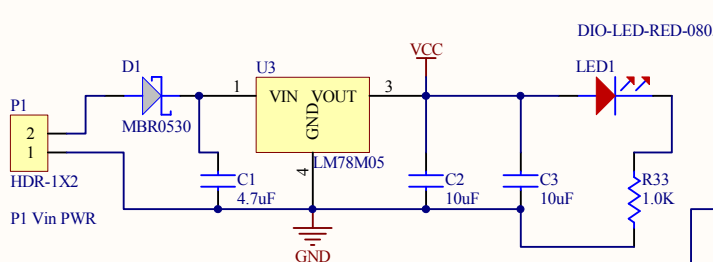 DIO-LED-RED-080
VCC
D1
U3
LED1
P1
1
VIN
VOUT
3
2
MBR0530
GND
1
4
LM78M05
HDR-1X2
C1
4.7uF
C2
10uF
C3
10uF
R33
1.0K
P1 Vin PWR
GND